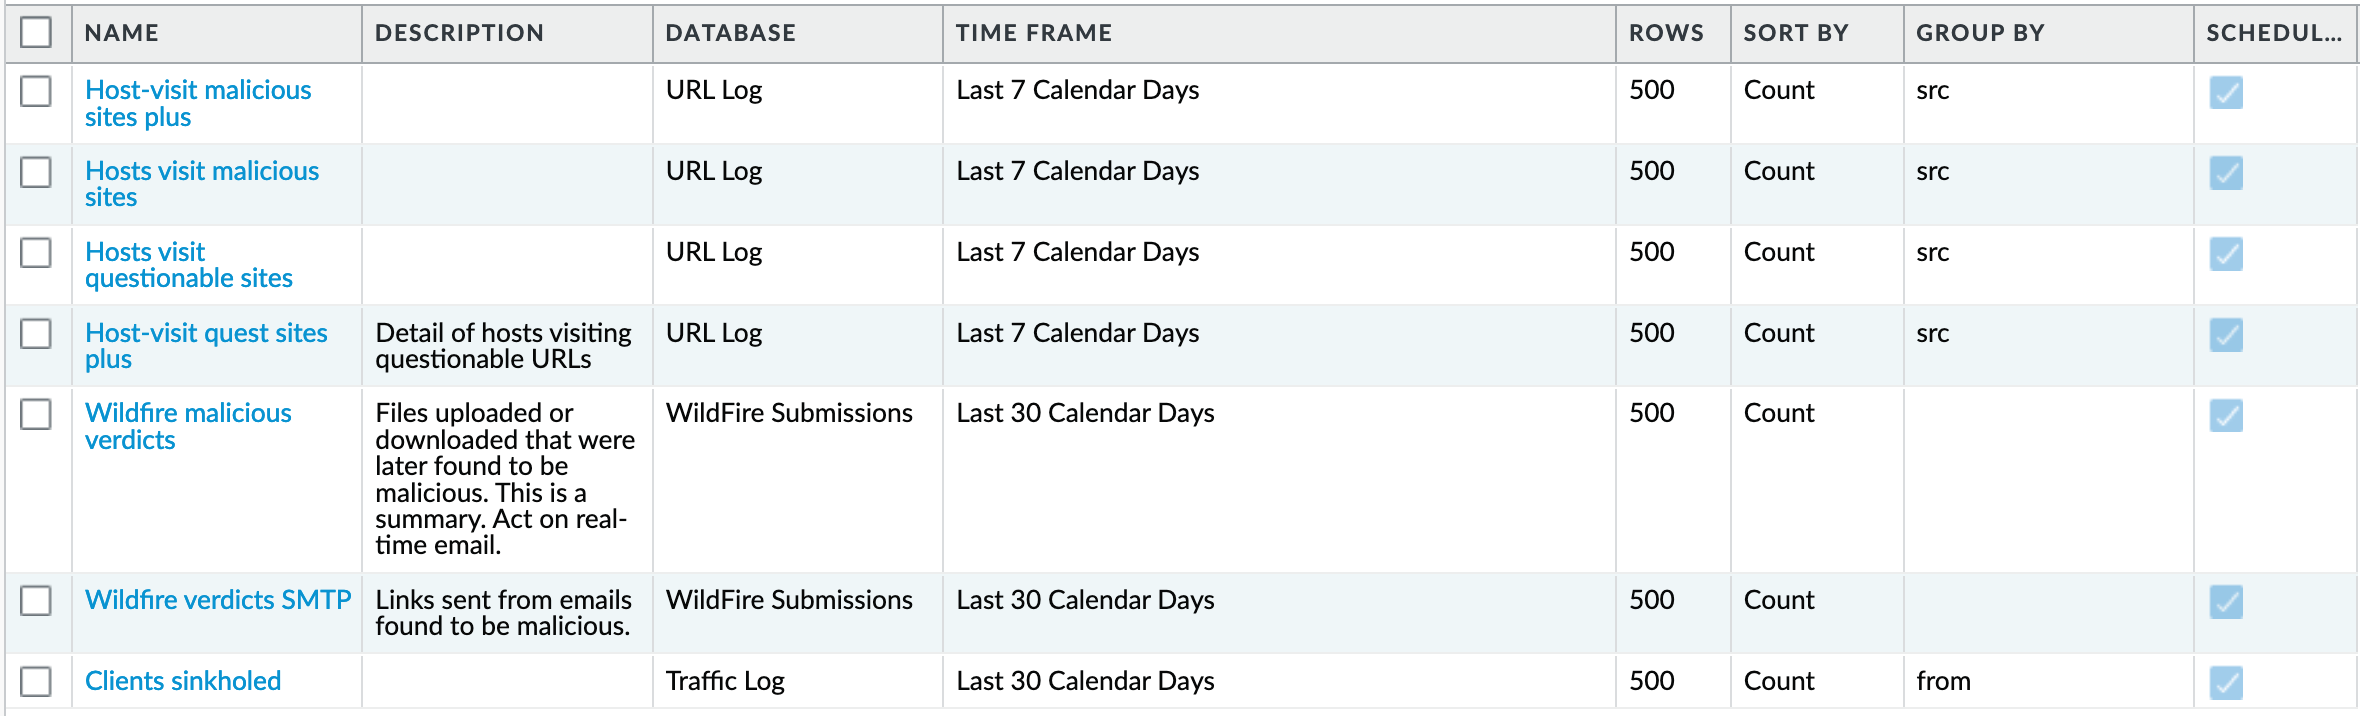 NAME DESCRIPTION DATABASE TIME FRAME ROWS SORT BY GROUP BY SCHEDUL...
Host-visit malicious URL Log Last 7 Calendar Days 500 Count src
sites plus
Hosts visit malicious URL Log Last 7 Calendar Days 500 Count src
sites
Hosts visit URL Log Last 7 Calendar Days 500 Count src
questionable sites
Host-visit quest sites Detail of hosts visiting URL Log Last 7 Calendar Days 500 Count src
plus questionable URLs
Wildfire malicious Files uploaded or WildFire Submissions Last 30 Calendar Days 500 Count
verdicts downloaded that were
later found to be
malicious. This is a
summary. Act on real-
time email.
Wildfire verdicts SMTP Links sent from emails WildFire Submissions Last 30 Calendar Days 500 Count
found to be malicious.
Clients sinkholed Traffic Log Last 30 Calendar Days 500 Count from